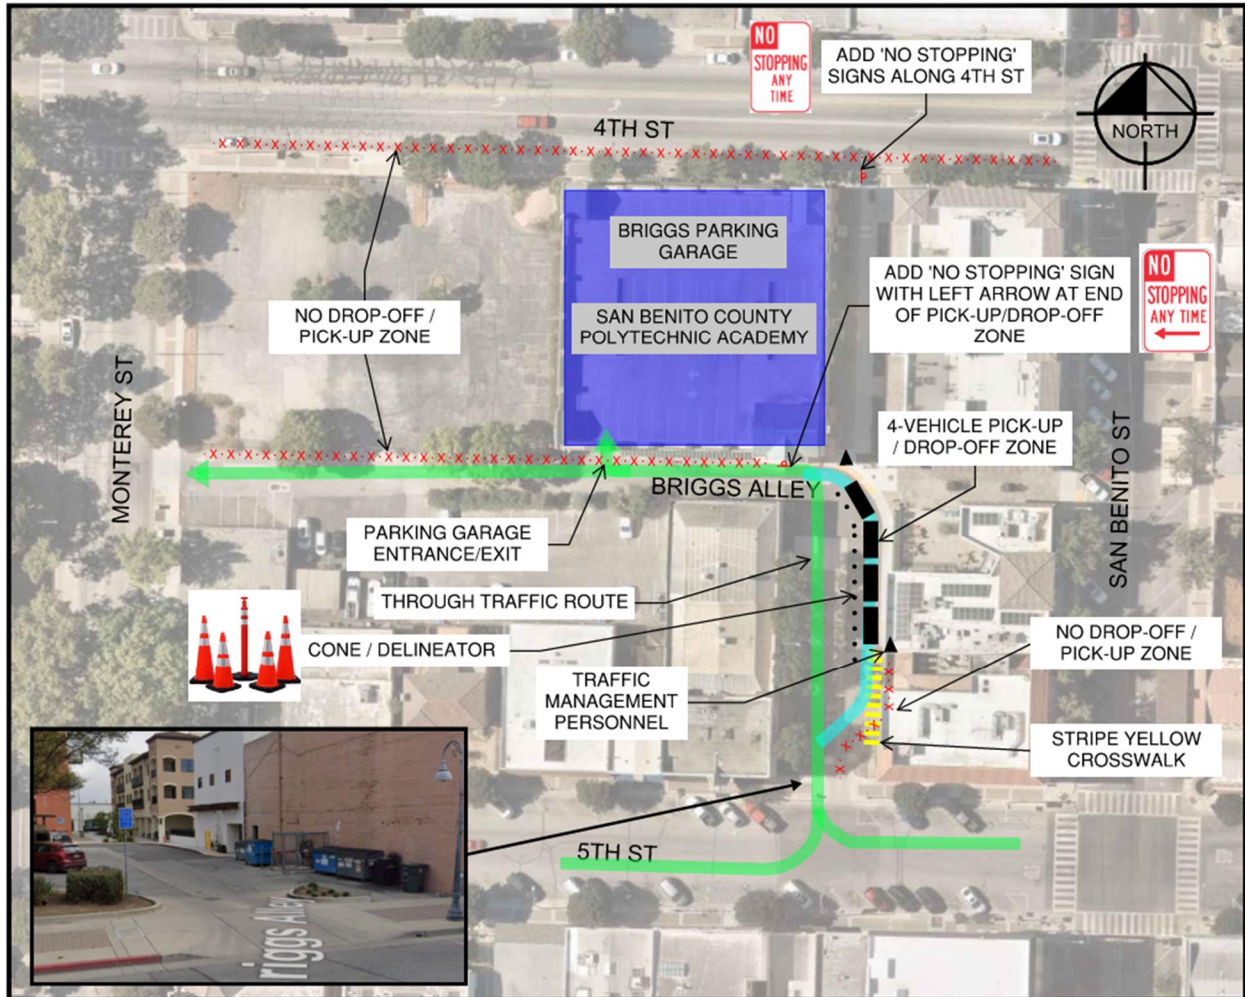 NO
STOPPING
ANY
TIME
ADD 'NO STOPPING'
SIGNS ALONG 4TH ST
NORTH
4TH ST
BRIGGS PARKING
GARAGE
SAN BENITO COUNTY
POLYTECHNIC ACADEMY
ADD 'NO STOPPING' SIGN
WITH LEFT ARROW AT END
OF PICK-UP/DROP-OFF
ZONE
NO
STOPPING
ANY TIME
NO DROP-OFF /
PICK-UP ZONE
MONTEREY ST
4-VEHICLE PICK-UP
/ DROP-OFF ZONE
BRIGGS ALLEY
SAN BENITO ST
PARKING GARAGE
ENTRANCE/EXIT
THROUGH TRAFFIC ROUTE
CONE / DELINEATOR
NO DROP-OFF /
PICK-UP ZONE
TRAFFIC
MANAGEMENT
PERSONNEL
STRIPE YELLOW
CROSSWALK
5TH ST
riggs Alley